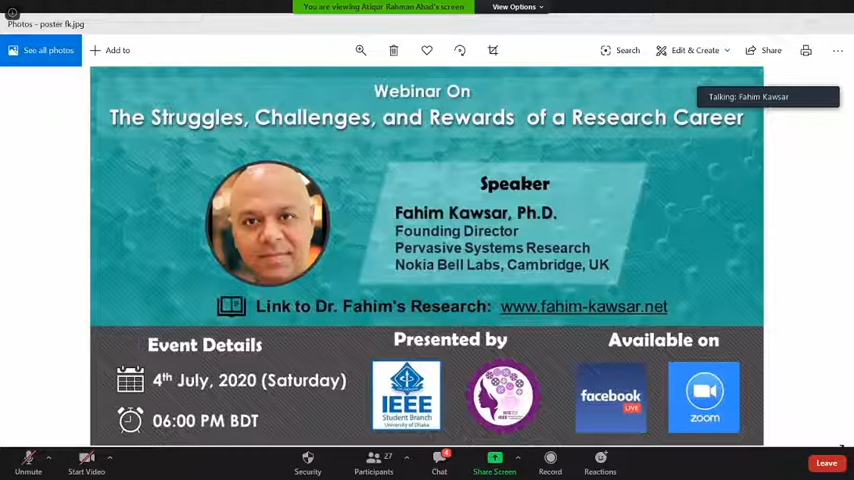 You are viewing Atiqur Rahman Ahad's screen
View Options
Photos - poster fk.jpg
See all photos
Add to
Search
Edit & Create
Share
Talking: Fahim Kawsar
Webinar On
The Struggles, Challenges, and Rewards of a Research Career
Speaker
Fahim Kawsar, Ph.D.
Founding Director
Pervasive Systems Research
Nokia Bell Labs, Cambridge, UK
Link to Dr. Fahim's Research: www.fahim-kawsar.net
Event Details
4th July, 2020 (Saturday)
06:00 PM BDT
Presented by
IEEE
Student Branch
University of Dhaka
Available on
facebook
LIVE
zoom
Unmute
Start Video
Security
Participants
27
Chat
Share Screen
Record
Reactions
Leave